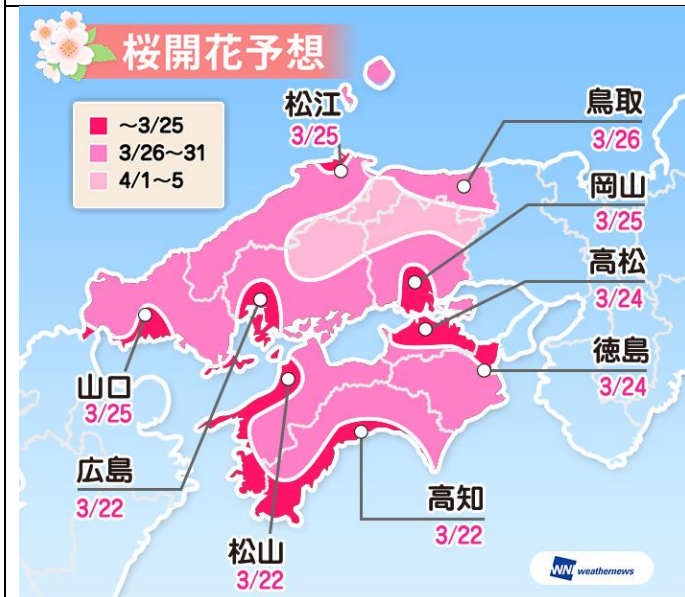 桜開花予想
～3/25
3/26～31
4/1～5
松江
3/25
鳥取
3/26
岡山
3/25
高松
3/24
徳島
3/24
山口
3/25
広島
3/22
松山
3/22
高知
3/22
WNI weathernews